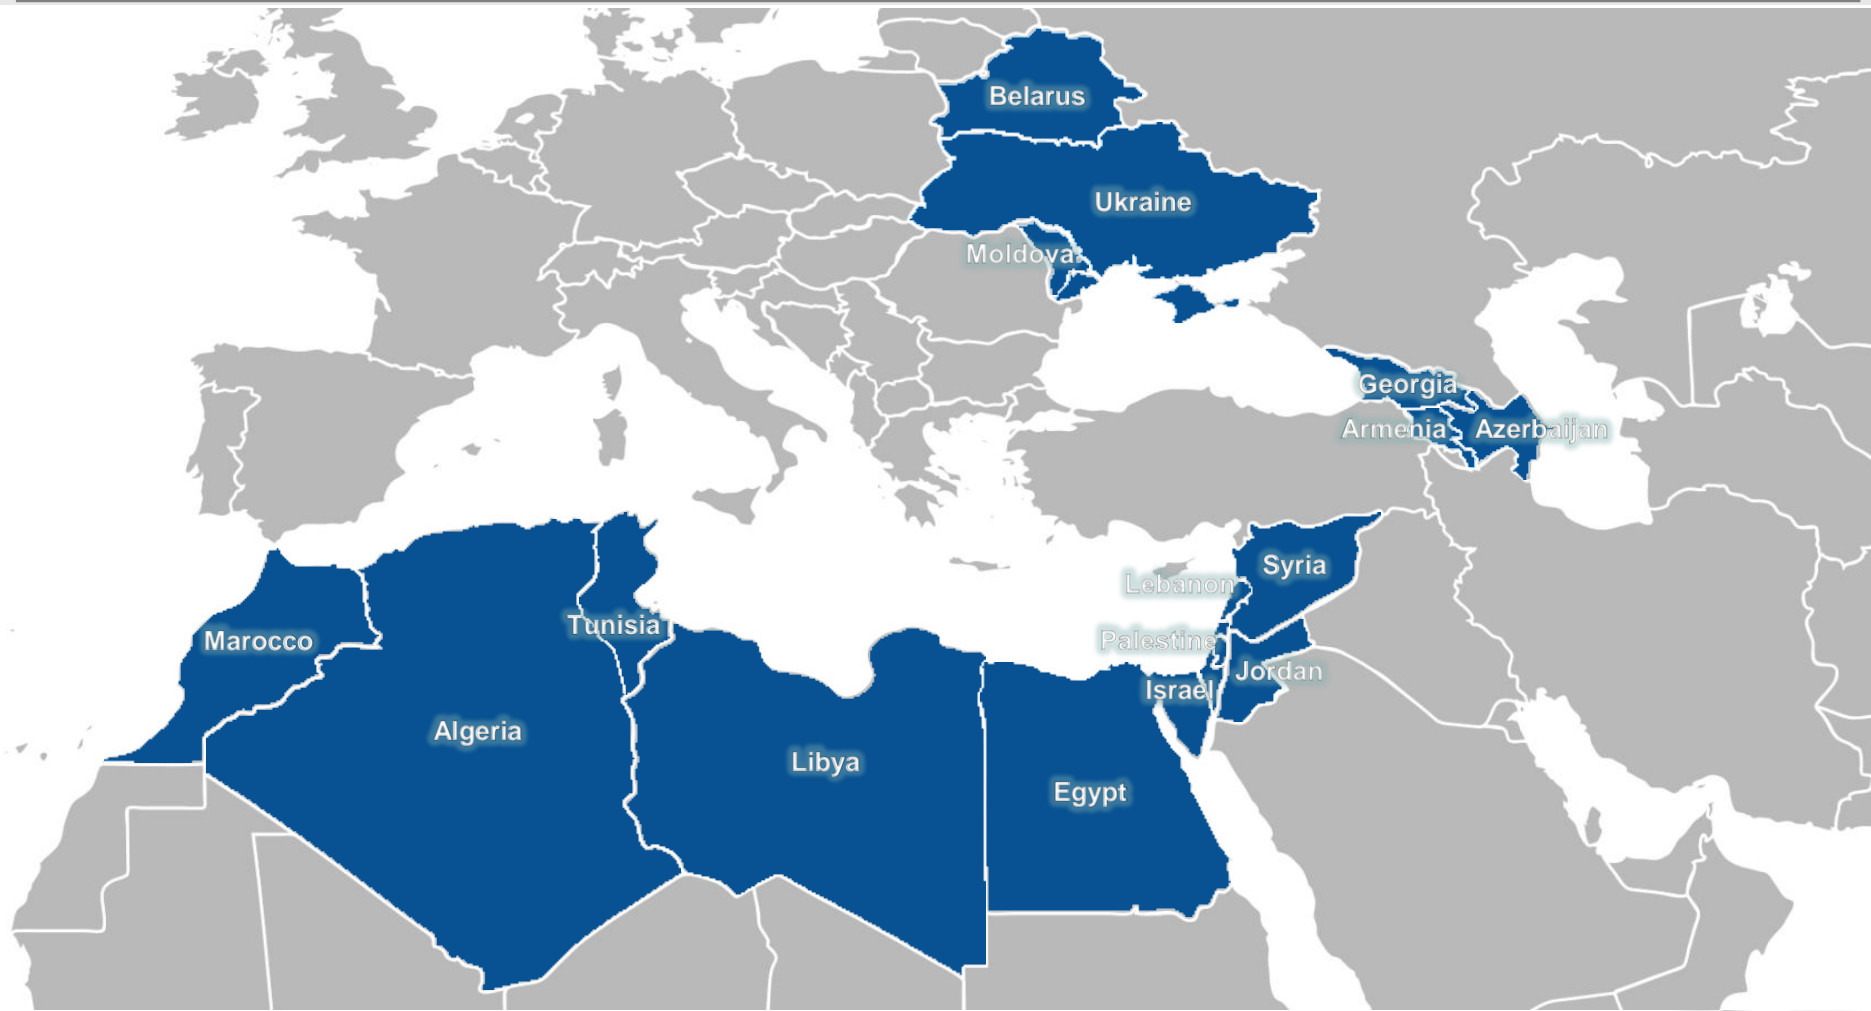 Belarus
Ukraine
Moldova
Georgia
Armenia
Azerbaijan
Syria
Lebanon
Tunisia
Marocco
Palestine
Jordan
Israel
Algeria
Libya
Egypt